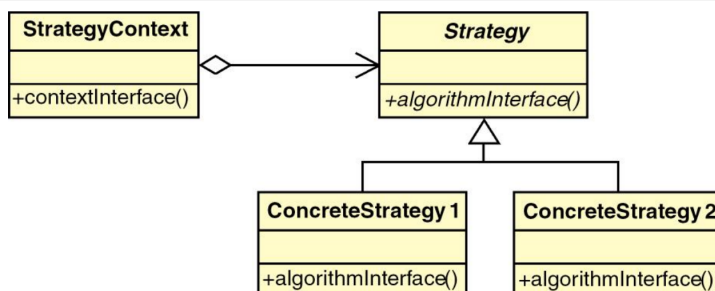 StrategyContext
+contextInterface()
Strategy
+algorithmInterface()
ConcreteStrategy 1
+algorithmInterface()
ConcreteStrategy 2
+algorithmInterface()